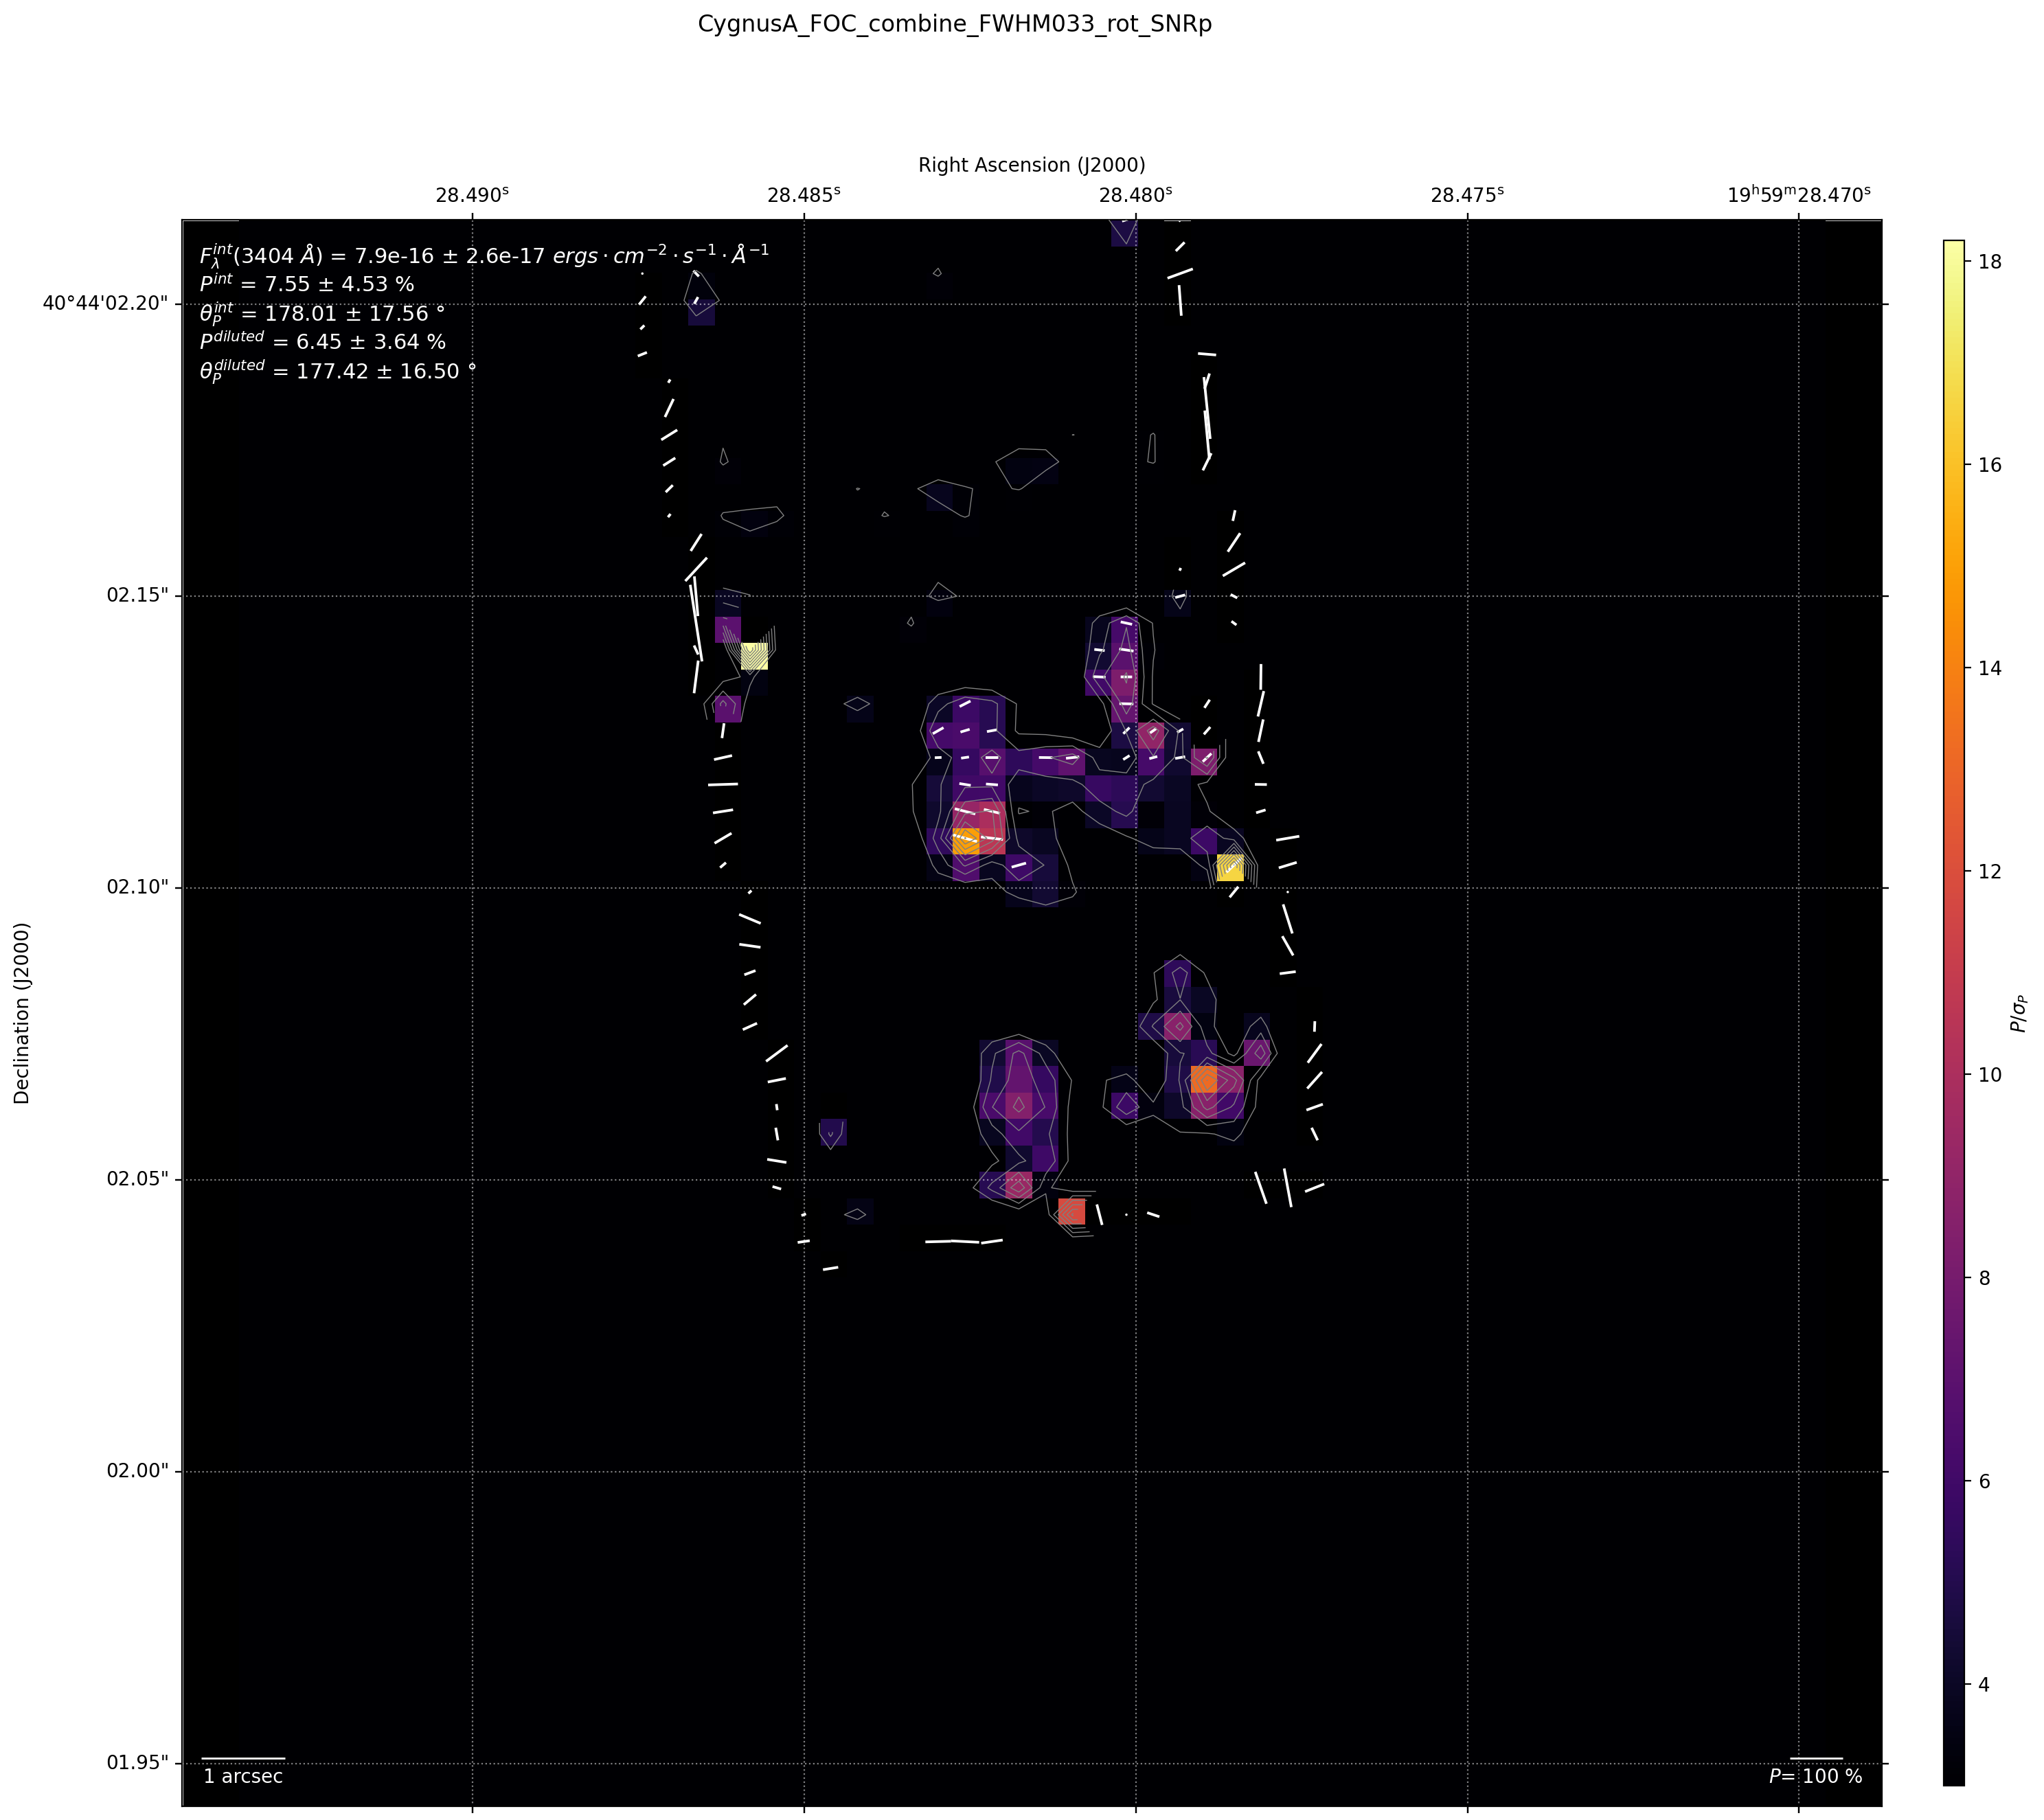 CygnusA_FOC_combine_FWHM033_rot_SNRp
Right Ascension (J2000)
28.490ˢ 28.485ˢ 28.480ˢ 28.475ˢ 19ʰ59ᵐ28.470ˢ
F_λ^int(3404 Å) = 7.9e-16 ± 2.6e-17 ergs · cm⁻² · s⁻¹ · Å⁻¹
P^int = 7.55 ± 4.53 %
θ_P^int = 178.01 ± 17.56 °
P^diluted = 6.45 ± 3.64 %
θ_P^diluted = 177.42 ± 16.50 °
40°44'02.20"
02.15"
02.10"
02.05"
02.00"
01.95"
Declination (J2000)
1 arcsec
P= 100 %
18
16
14
12
10
8
6
4
P/σ_P